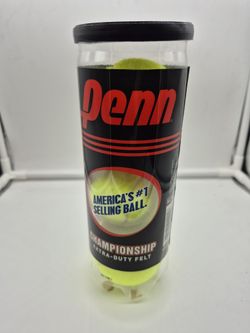 Penn
AMERICA'S #1
SELLING BALL.
CHAMPIONSHIP
EXTRA-DUTY FELT